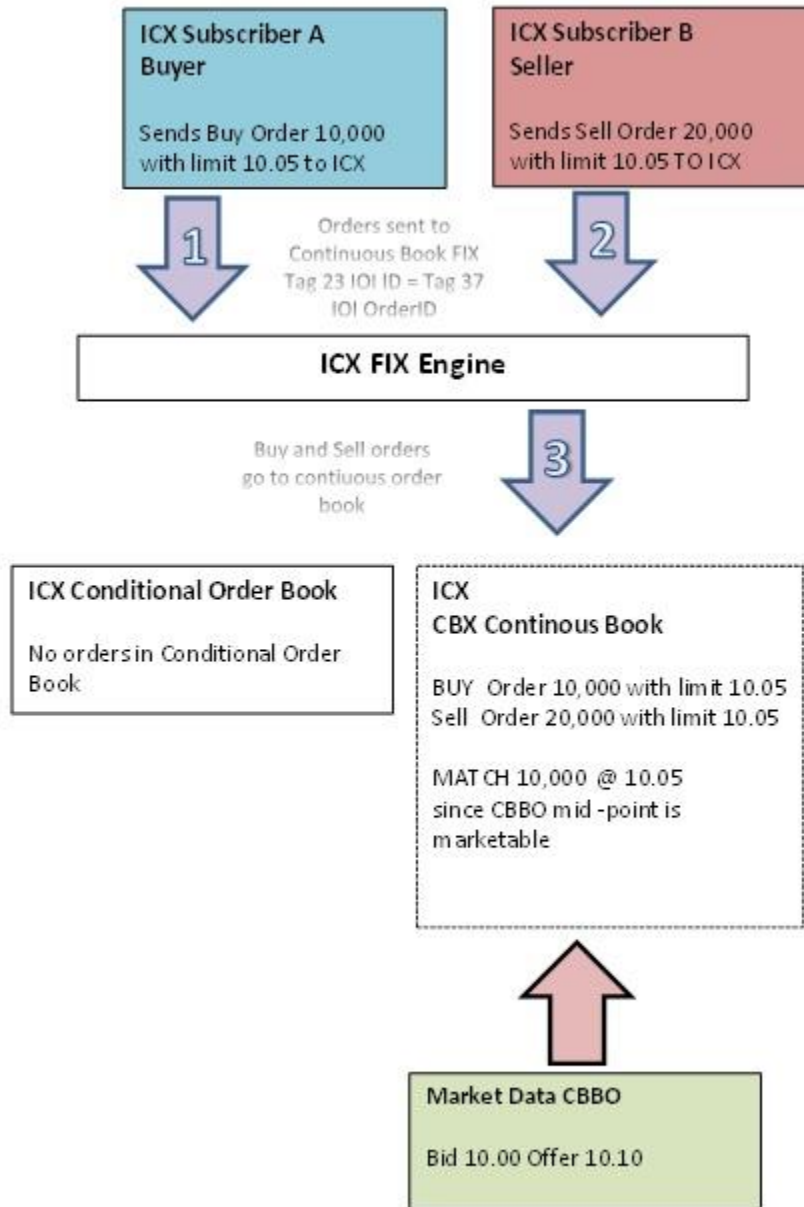 ICX Subscriber A
Buyer
Sends Buy Order 10,000
with limit 10.05 to ICX
ICX Subscriber B
Seller
Sends Sell Order 20,000
with limit 10.05 TO ICX
1
Orders sent to
Continuous Book FIX
Tag 23 IOI ID = Tag 37
IOI OrderID
2
ICX FIX Engine
Buy and Sell orders
go to contiuous order
book
3
ICX Conditional Order Book
No orders in Conditional Order
Book
ICX
CBX Continous Book
BUY Order 10,000 with limit 10.05
Sell Order 20,000 with limit 10.05
MATCH 10,000 @ 10.05
since CBBO mid -point is
marketable
Market Data CBBO
Bid 10.00 Offer 10.10